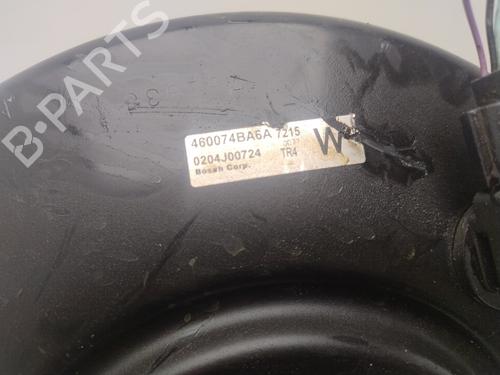 B-PARTS
460074BA6A 7215
0204J00724 TR4
W
Bosch Corp.